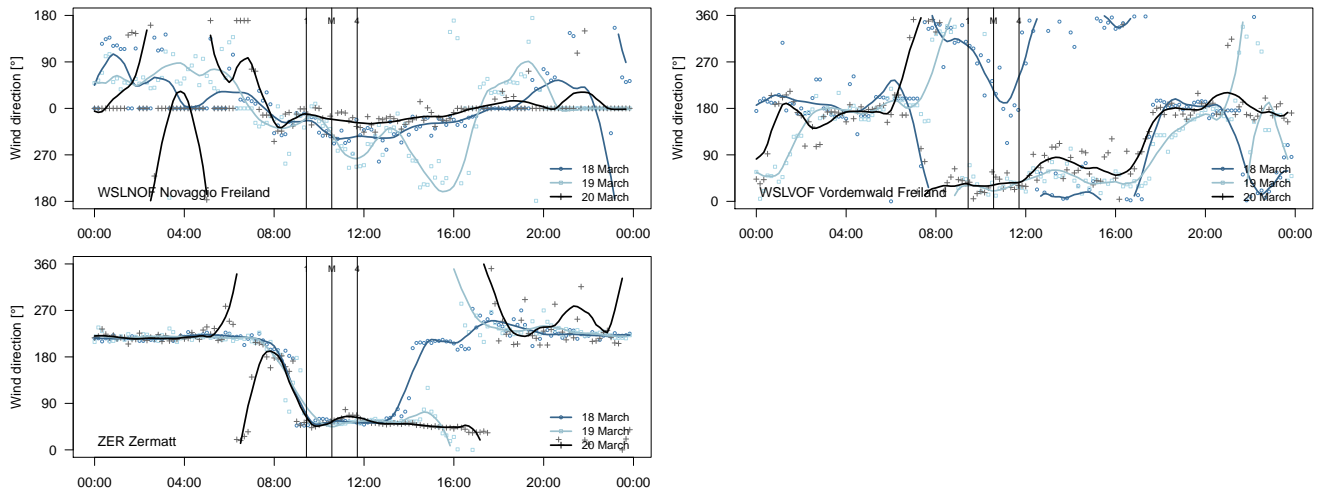 Wind direction [°]
180
90
0
270
180
1 M 4
WSLNOF Novaggio Freiland
18 March
19 March
20 March
00:00 04:00 08:00 12:00 16:00 20:00 00:00
Wind direction [°]
360
270
180
90
0
1 M 4
WSLVOF Vordemwald Freiland
18 March
19 March
20 March
00:00 04:00 08:00 12:00 16:00 20:00 00:00
Wind direction [°]
360
270
180
90
0
1 M 4
ZER Zermatt
18 March
19 March
20 March
00:00 04:00 08:00 12:00 16:00 20:00 00:00